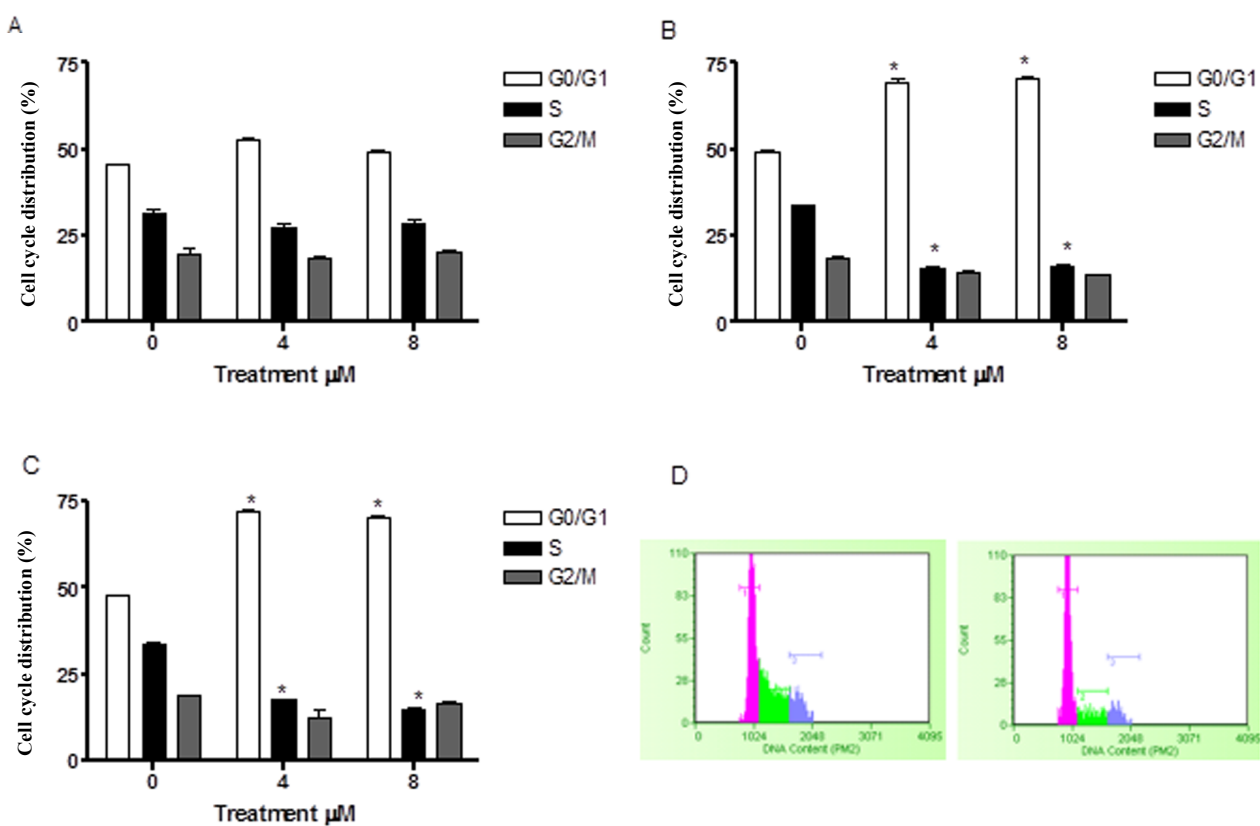 A
75
50
25
0
Cell cycle distribution (%)
0 4 8
Treatment µM
G0/G1
S
G2/M
B
*
*
*
*
75
50
25
0
Cell cycle distribution (%)
0 4 8
Treatment µM
G0/G1
S
G2/M
C
*
*
*
*
75
50
25
0
Cell cycle distribution (%)
0 4 8
Treatment µM
G0/G1
S
G2/M
D
110
83
55
28
0
Count
0 1024 2048 3071 4095
DNA Content (PM2)
110
83
55
28
0
Count
0 1024 2048 3071 4095
DNA Content (PM2)